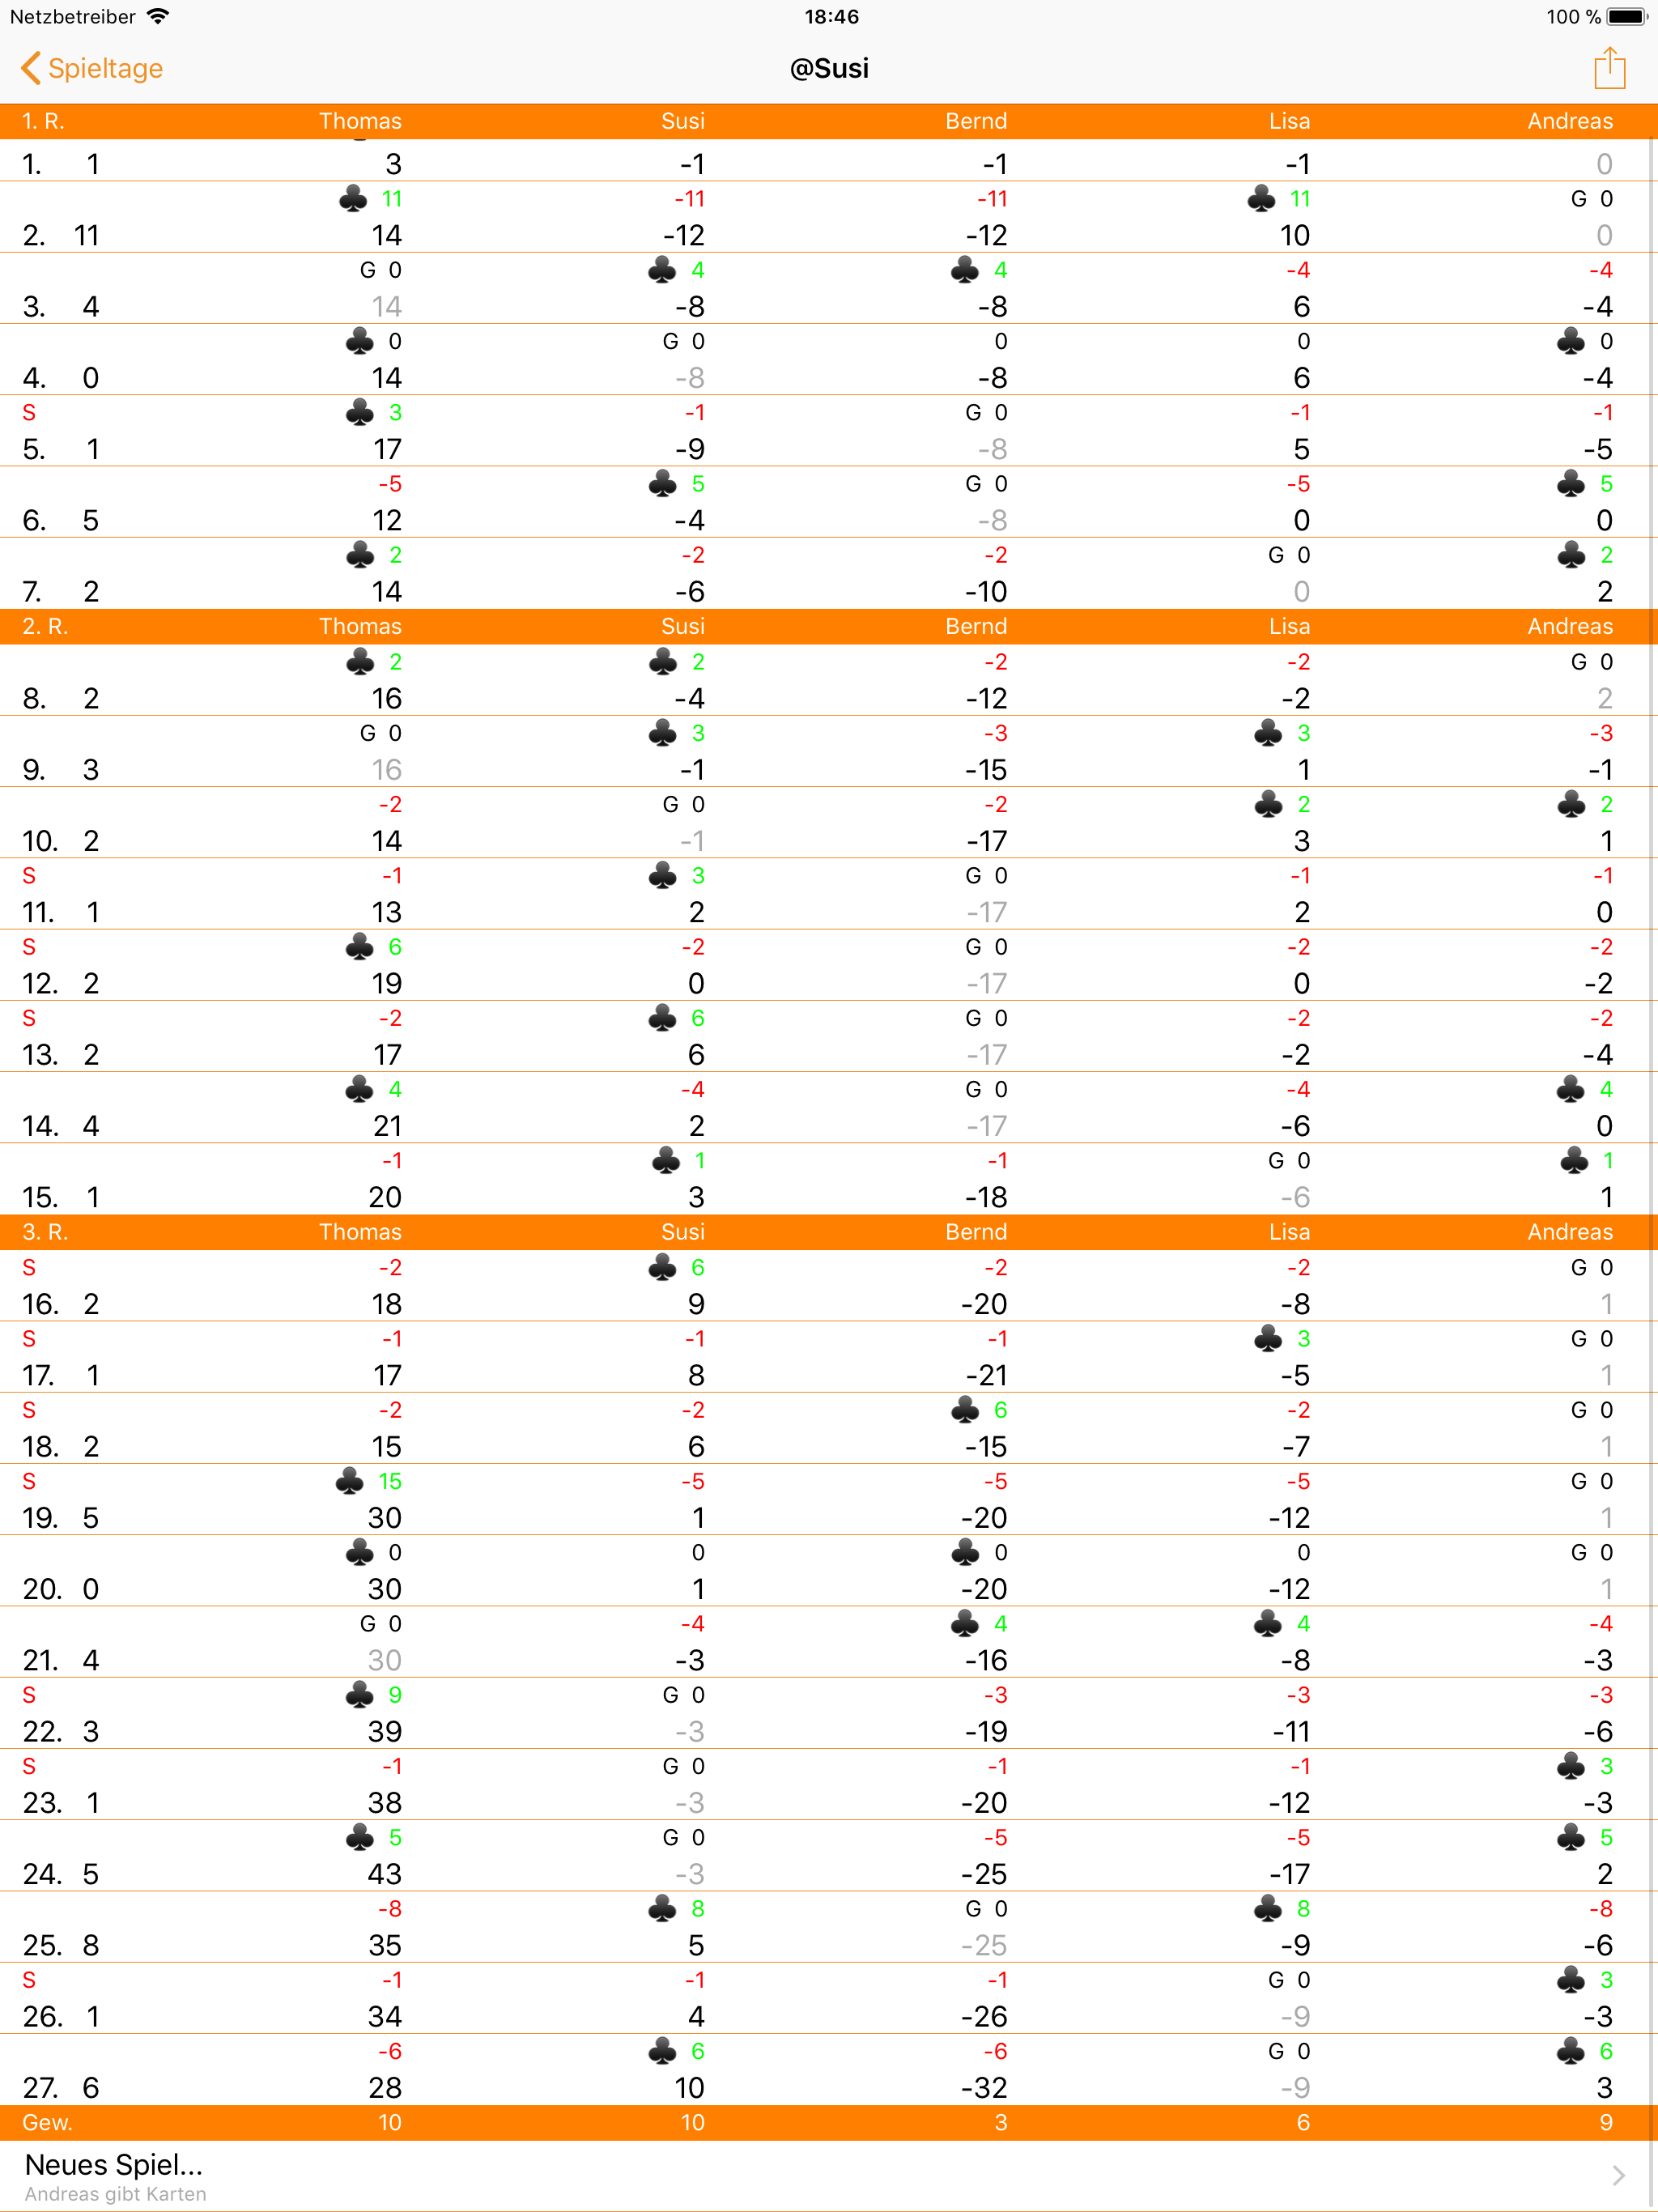 Netzbetreiber 18:46 100 %
Spieltage @Susi
1. R. Thomas Susi Bernd Lisa Andreas
1. 1 3 -1 -1 -1 0
♣ 11 -11 -11 ♣ 11 G 0
2. 11 14 -12 -12 10 0
G 0 ♣ 4 ♣ 4 -4 -4
3. 4 14 -8 -8 6 -4
♣ 0 G 0 0 0 ♣ 0
4. 0 14 -8 -8 6 -4
S ♣ 3 -1 G 0 -1 -1
5. 1 17 -9 -8 5 -5
-5 ♣ 5 G 0 -5 ♣ 5
6. 5 12 -4 -8 0 0
♣ 2 -2 -2 G 0 ♣ 2
7. 2 14 -6 -10 0 2
2. R. Thomas Susi Bernd Lisa Andreas
♣ 2 ♣ 2 -2 -2 G 0
8. 2 16 -4 -12 -2 2
G 0 ♣ 3 -3 ♣ 3 -3
9. 3 16 -1 -15 1 -1
-2 G 0 -2 ♣ 2 ♣ 2
10. 2 14 -1 -17 3 1
S -1 ♣ 3 G 0 -1 -1
11. 1 13 2 -17 2 0
S ♣ 6 -2 G 0 -2 -2
12. 2 19 0 -17 0 -2
S -2 ♣ 6 G 0 -2 -2
13. 2 17 6 -17 -2 -4
♣ 4 -4 G 0 -4 ♣ 4
14. 4 21 2 -17 -6 0
-1 ♣ 1 -1 G 0 ♣ 1
15. 1 20 3 -18 -6 1
3. R. Thomas Susi Bernd Lisa Andreas
S -2 ♣ 6 -2 -2 G 0
16. 2 18 9 -20 -8 1
S -1 -1 -1 ♣ 3 G 0
17. 1 17 8 -21 -5 1
S -2 -2 ♣ 6 -2 G 0
18. 2 15 6 -15 -7 1
S ♣ 15 -5 -5 -5 G 0
19. 5 30 1 -20 -12 1
♣ 0 0 ♣ 0 0 G 0
20. 0 30 1 -20 -12 1
G 0 -4 ♣ 4 ♣ 4 -4
21. 4 30 -3 -16 -8 -3
S ♣ 9 G 0 -3 -3 -3
22. 3 39 -3 -19 -11 -6
S -1 G 0 -1 -1 ♣ 3
23. 1 38 -3 -20 -12 -3
♣ 5 G 0 -5 -5 ♣ 5
24. 5 43 -3 -25 -17 2
-8 ♣ 8 G 0 ♣ 8 -8
25. 8 35 5 -25 -9 -6
S -1 -1 -1 G 0 ♣ 3
26. 1 34 4 -26 -9 -3
-6 ♣ 6 -6 G 0 ♣ 6
27. 6 28 10 -32 -9 3
Gew. 10 10 3 6 9
Neues Spiel...
Andreas gibt Karten